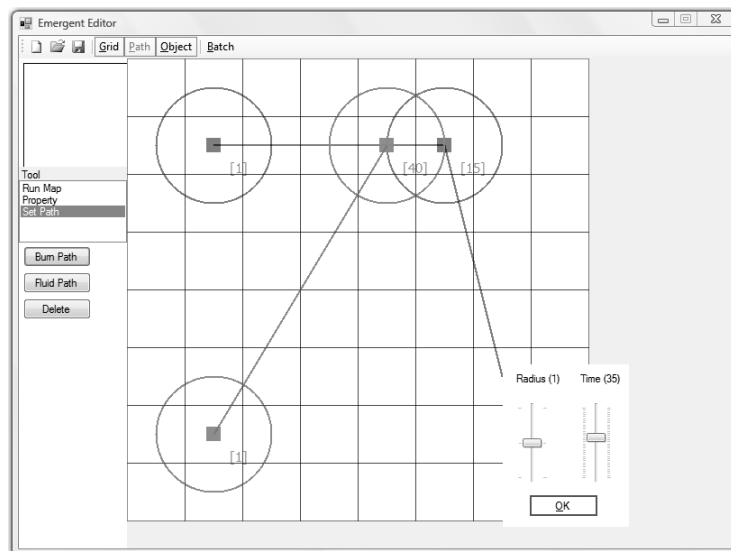 Emergent Editor
Grid Path Object Batch
[1] [40] [15]
Tool
Run Map
Property
Set Path
Burn Path
Fluid Path
Delete
Radius (1) Time (35)
[1]
OK